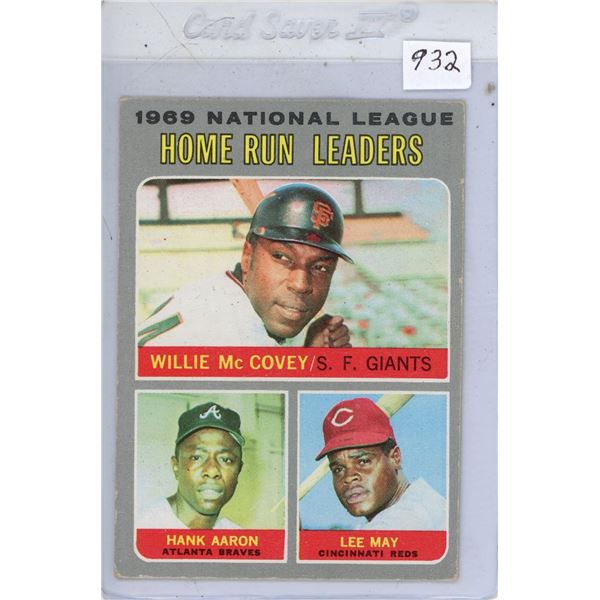 Card Saver II®
932
1969 NATIONAL LEAGUE
HOME RUN LEADERS
SF
WILLIE Mc COVEY/S. F. GIANTS
A
C
HANK AARON
ATLANTA BRAVES
LEE MAY
CINCINNATI REDS